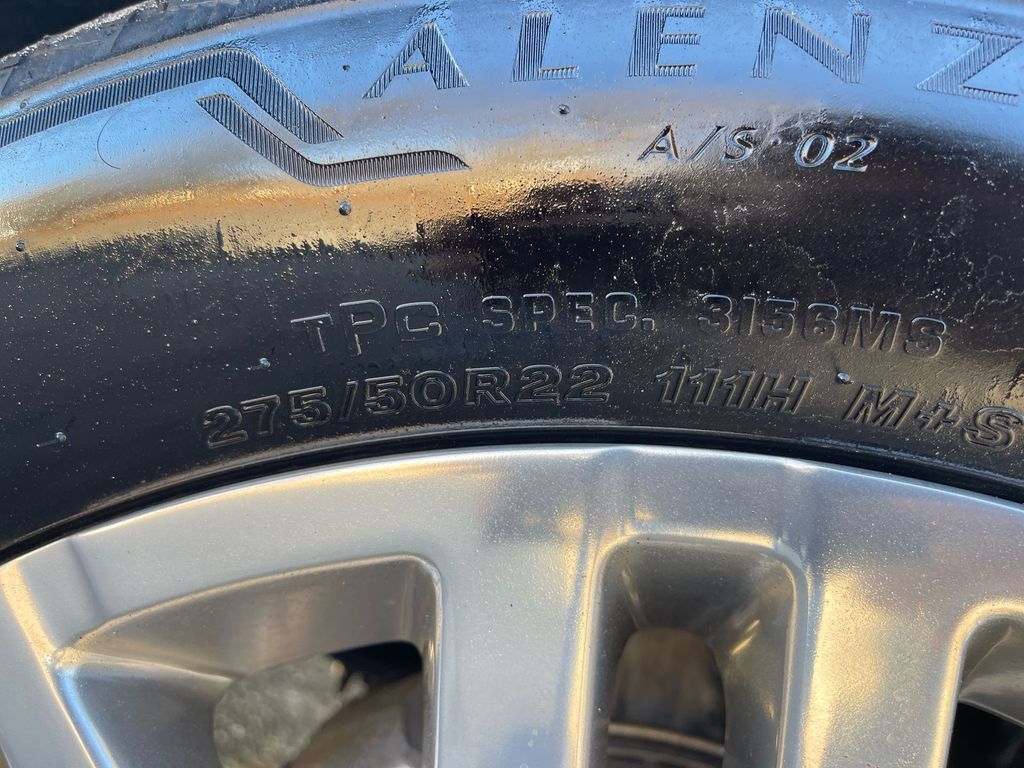 ALENZ
A/S 02
TPC SPEC. 3156MS
275/50R22 111H M+S